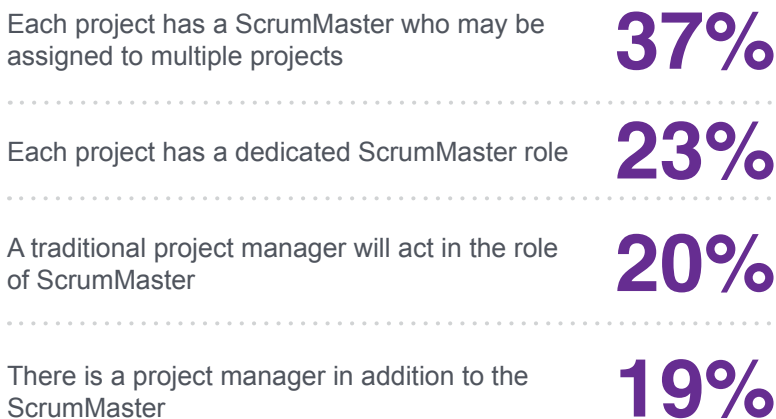 Each project has a ScrumMaster who may be
assigned to multiple projects
37%
Each project has a dedicated ScrumMaster role
23%
A traditional project manager will act in the role
of ScrumMaster
20%
There is a project manager in addition to the
ScrumMaster
19%